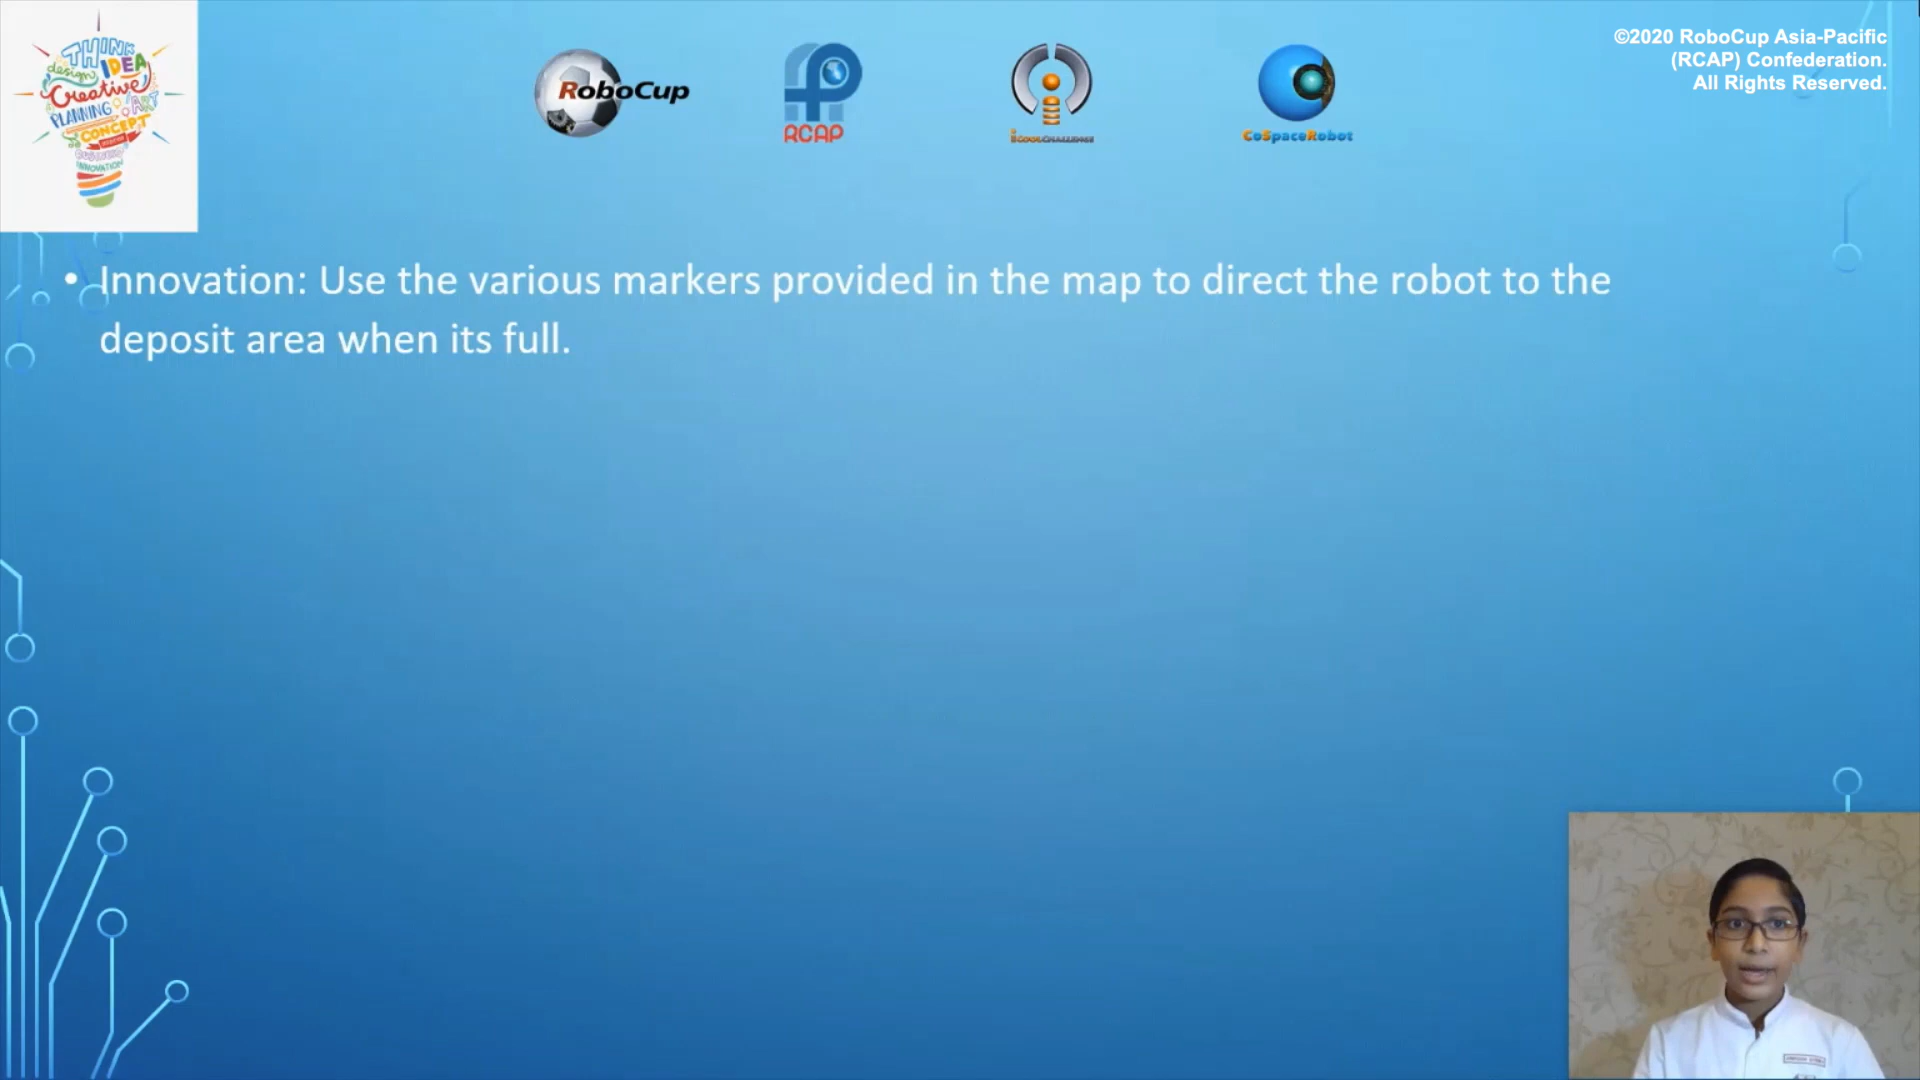 THINK
design IDEA
Creative
PLANNING ART
CONCEPT
INNOVATION
RoboCup
RCAP
iCOOLCHALLENGE
CoSpaceRobot
©2020 RoboCup Asia-Pacific
(RCAP) Confederation.
All Rights Reserved.
• Innovation: Use the various markers provided in the map to direct the robot to the
deposit area when its full.